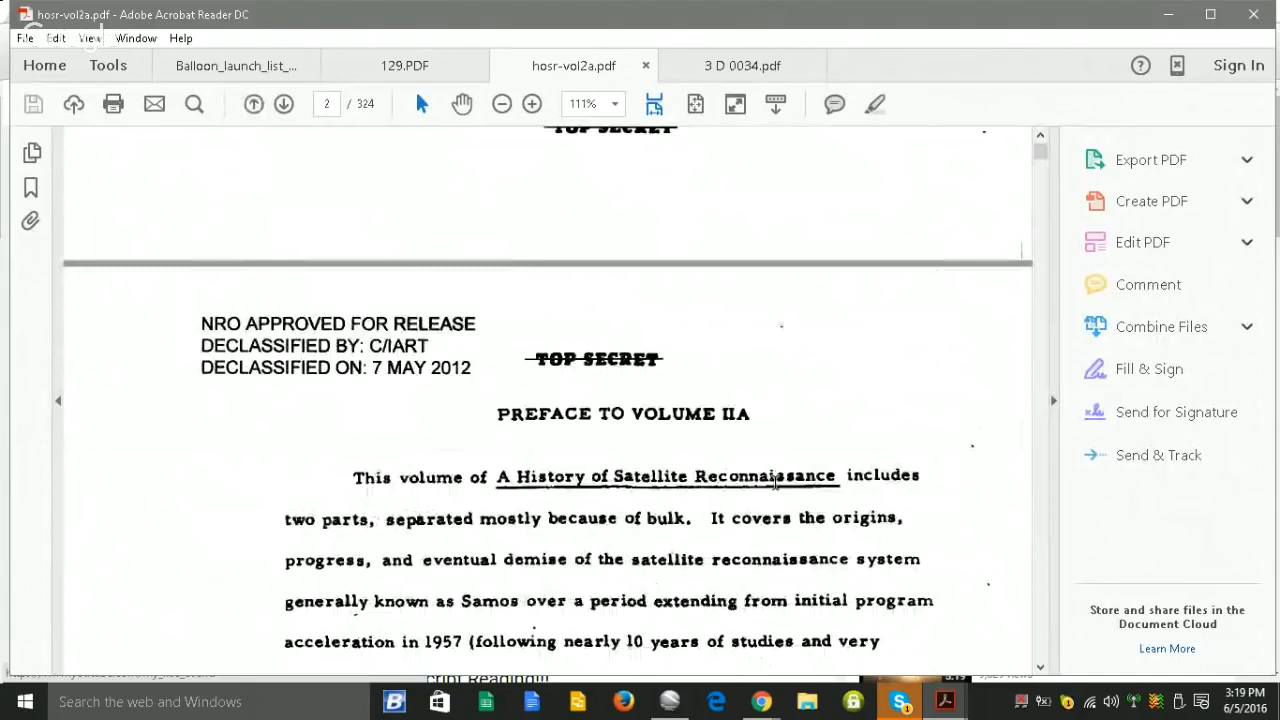 hosr-vol2a.pdf - Adobe Acrobat Reader DC
Google
File Edit View Window Help
Home Tools Balloon_launch_list_... 129.PDF hosr-vol2a.pdf × 3 D 0034.pdf Sign In
2 / 324 111%
TOP SECRET
NRO APPROVED FOR RELEASE
DECLASSIFIED BY: C/IART
DECLASSIFIED ON: 7 MAY 2012
TOP SECRET
PREFACE TO VOLUME IIA
This volume of A History of Satellite Reconnaissance includes
two parts, separated mostly because of bulk. It covers the origins,
progress, and eventual demise of the satellite reconnaissance system
generally known as Samos over a period extending from initial program
acceleration in 1957 (following nearly 10 years of studies and very
Export PDF
Create PDF
Edit PDF
Comment
Combine Files
Fill & Sign
Send for Signature
Send & Track
Store and share files in the
Document Cloud
Learn More
Search the web and Windows
3:19 PM
6/5/2016